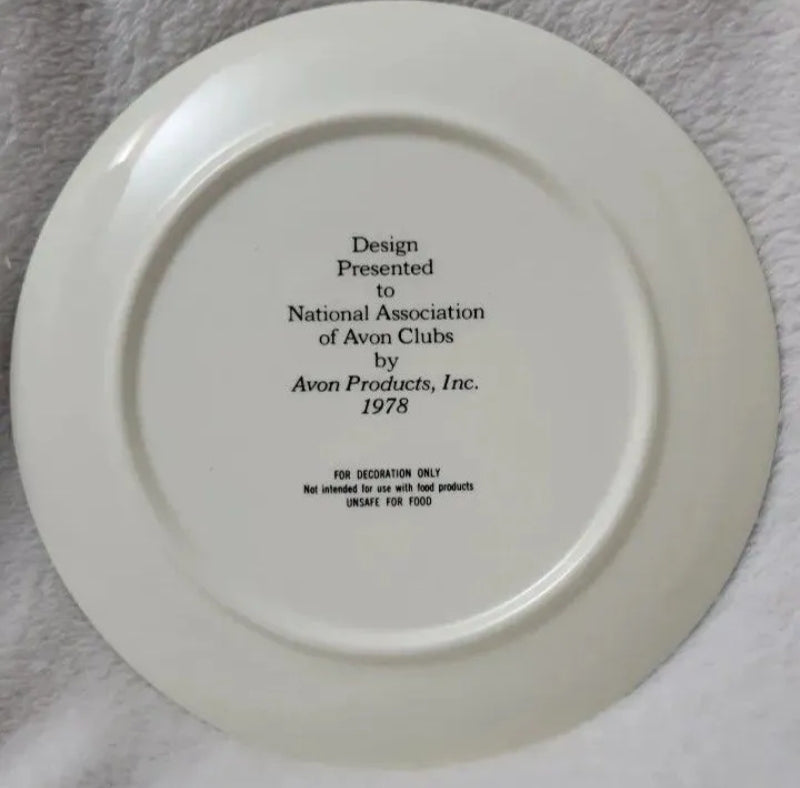 Design
Presented
to
National Association
of Avon Clubs
by
Avon Products, Inc.
1978
FOR DECORATION ONLY
Not intended for use with food products
UNSAFE FOR FOOD